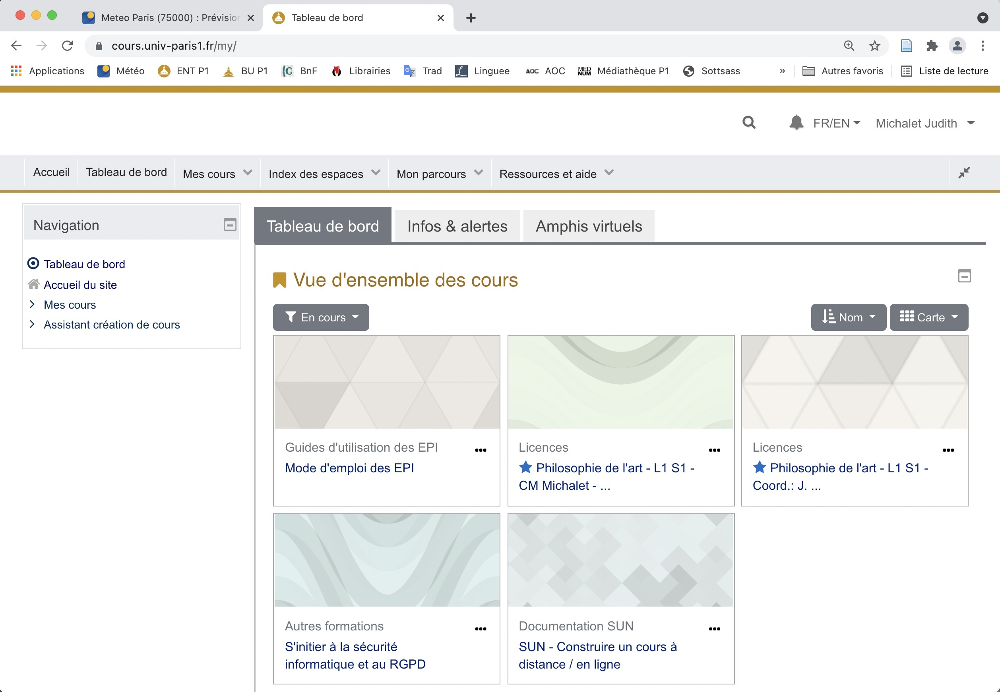 Meteo Paris (75000) : Prévision
Tableau de bord
cours.univ-paris1.fr/my/
Applications
Météo
ENT P1
BU P1
BnF
Librairies
Trad
Linguee
AOC AOC
MED NUM Médiathèque P1
Sottsass
»
Autres favoris
Liste de lecture
FR/EN
Michalet Judith
Accueil
Tableau de bord
Mes cours
Index des espaces
Mon parcours
Ressources et aide
Navigation
Tableau de bord
Accueil du site
Mes cours
Assistant création de cours
Tableau de bord
Infos & alertes
Amphis virtuels
Vue d'ensemble des cours
En cours
Nom
Carte
Guides d'utilisation des EPI
Mode d'emploi des EPI
Licences
Philosophie de l'art - L1 S1 -
CM Michalet - ...
Licences
Philosophie de l'art - L1 S1 -
Coord.: J. ...
Autres formations
S'initier à la sécurité
informatique et au RGPD
Documentation SUN
SUN - Construire un cours à
distance / en ligne